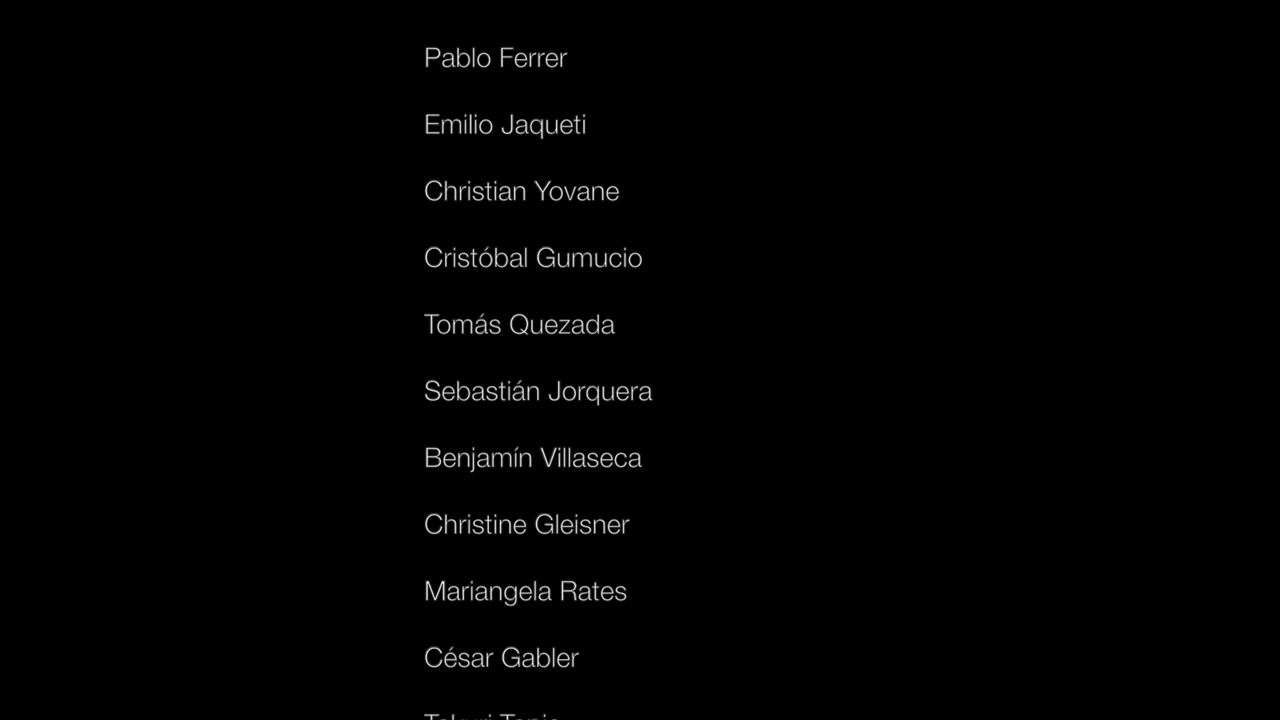 Pablo Ferrer
Emilio Jaqueti
Christian Yovane
Cristóbal Gumucio
Tomás Quezada
Sebastián Jorquera
Benjamín Villaseca
Christine Gleisner
Mariangela Rates
César Gabler